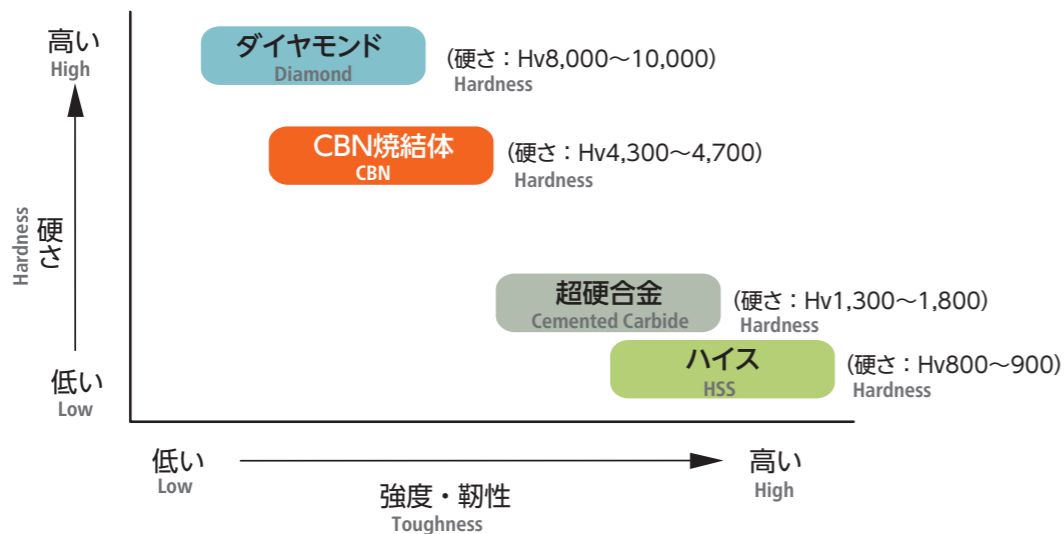 高い
High
ダイヤモンド
Diamond
(硬さ：Hv8,000～10,000)
Hardness
CBN焼結体
CBN
(硬さ：Hv4,300～4,700)
Hardness
硬さ
Hardness
超硬合金
Cemented Carbide
(硬さ：Hv1,300～1,800)
Hardness
ハイス
HSS
(硬さ：Hv800～900)
Hardness
低い
Low
低い
Low
強度・靭性
Toughness
高い
High